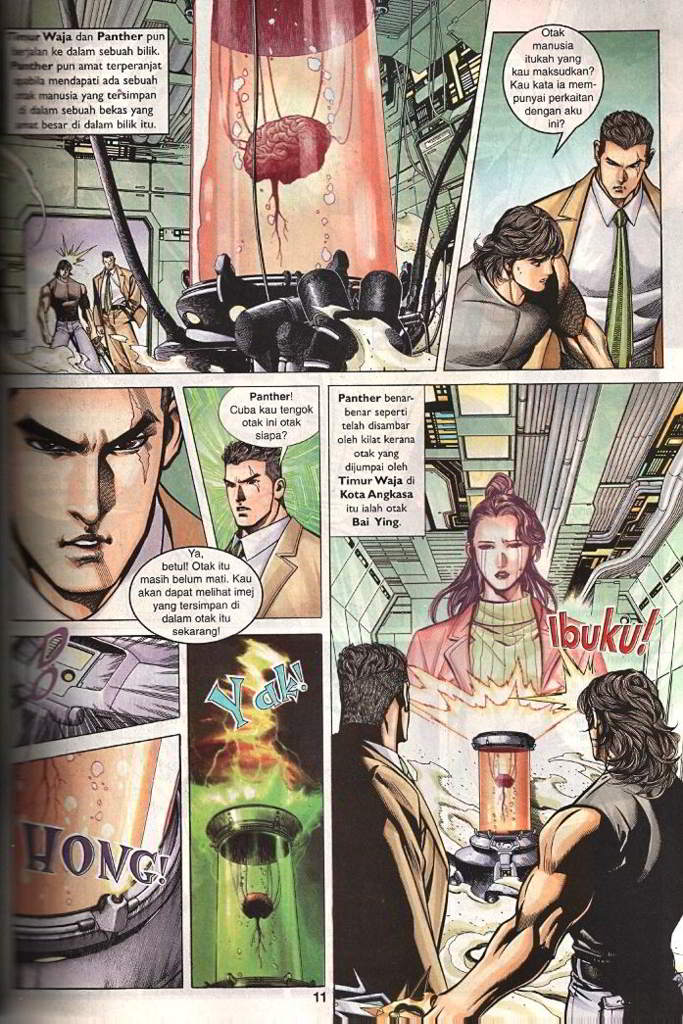 Timur Waja dan Panther pun
berjalan ke dalam sebuah bilik.
Panther pun amat terperanjat
apabila mendapati ada sebuah
otak manusia yang tersimpan
di dalam sebuah bekas yang
amat besar di dalam bilik itu.
Otak
manusia
itukah yang
kau maksudkan?
Kau kata ia mem-
punyai perkaitan
dengan aku
ini?
Panther!
Cuba kau tengok
otak ini otak
siapa?
Ya,
betul! Otak itu
masih belum mati. Kau
akan dapat melihat imej
yang tersimpan di
dalam Otak itu
sekarang!
Panther benar-
benar seperti
telah disambar
oleh kilat kerana
otak yang
dijumpai oleh
Timur Waja di
Kota Angkasa
itu ialah otak
Bai Ying.
Yak!
HONG!
Ibuku!
11